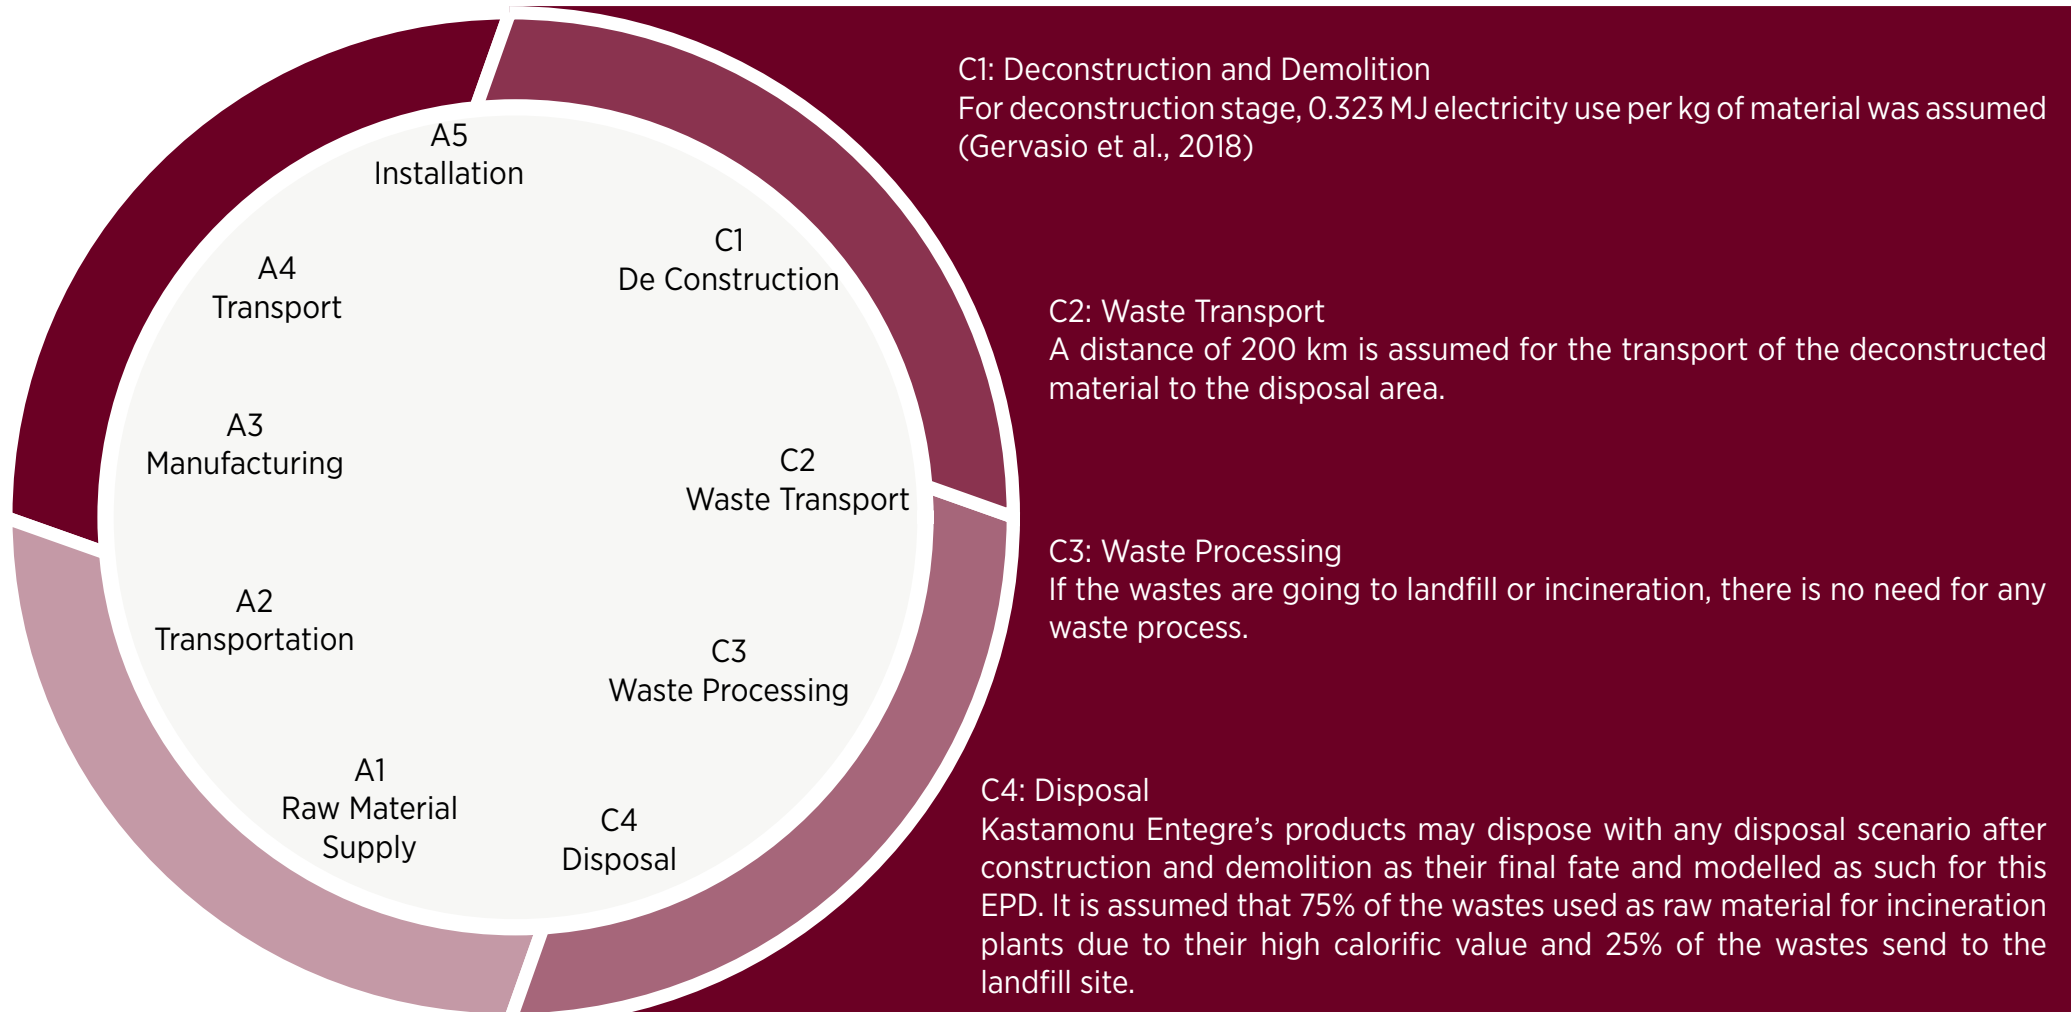 A5
Installation
A4
Transport
A3
Manufacturing
A2
Transportation
A1
Raw Material
Supply
C1
De Construction
C2
Waste Transport
C3
Waste Processing
C4
Disposal
C1: Deconstruction and Demolition
For deconstruction stage, 0.323 MJ electricity use per kg of material was assumed
(Gervasio et al., 2018)
C2: Waste Transport
A distance of 200 km is assumed for the transport of the deconstructed
material to the disposal area.
C3: Waste Processing
If the wastes are going to landfill or incineration, there is no need for any
waste process.
C4: Disposal
Kastamonu Entegre’s products may dispose with any disposal scenario after
construction and demolition as their final fate and modelled as such for this
EPD. It is assumed that 75% of the wastes used as raw material for incineration
plants due to their high calorific value and 25% of the wastes send to the
landfill site.